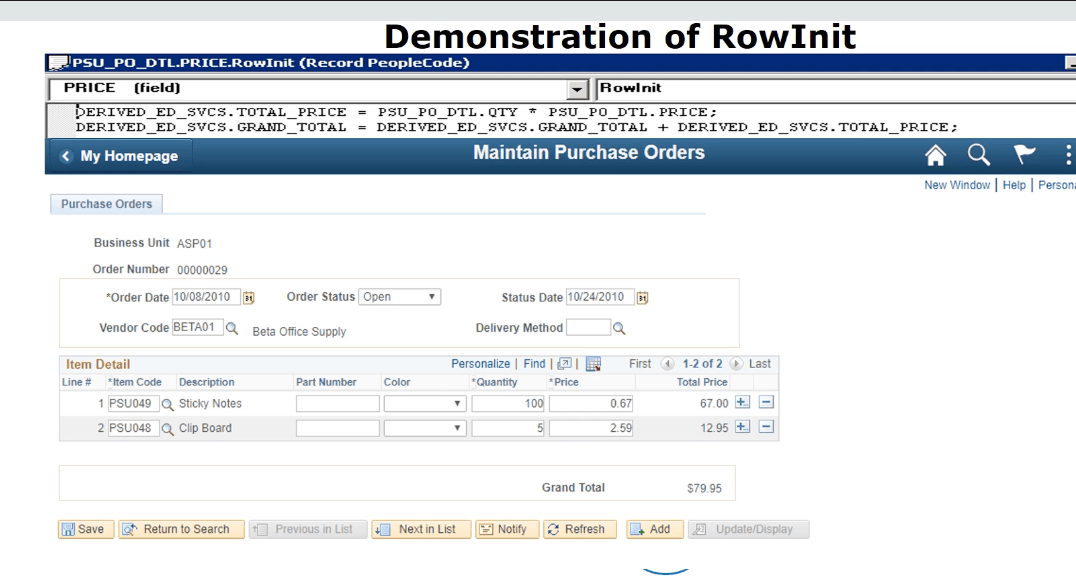 Demonstration of RowInit
PSU_PO_DTL.PRICE.RowInit (Record PeopleCode)
PRICE (field) RowInit
DERIVED_ED_SVCS.TOTAL_PRICE = PSU_PO_DTL.QTY * PSU_PO_DTL.PRICE;
DERIVED_ED_SVCS.GRAND_TOTAL = DERIVED_ED_SVCS.GRAND_TOTAL + DERIVED_ED_SVCS.TOTAL_PRICE;
My Homepage Maintain Purchase Orders
New Window | Help | Persona
Purchase Orders
Business Unit ASP01
Order Number 00000029
*Order Date 10/08/2010 Order Status Open Status Date 10/24/2010
Vendor Code BETA01 Beta Office Supply Delivery Method
Item Detail Personalize | Find | | First 1-2 of 2 Last
Line # *Item Code Description Part Number Color *Quantity *Price Total Price
1 PSU049 Sticky Notes 100 0.67 67.00
2 PSU048 Clip Board 5 2.59 12.95
Grand Total $79.95
Save Return to Search Previous in List Next in List Notify Refresh Add Update/Display